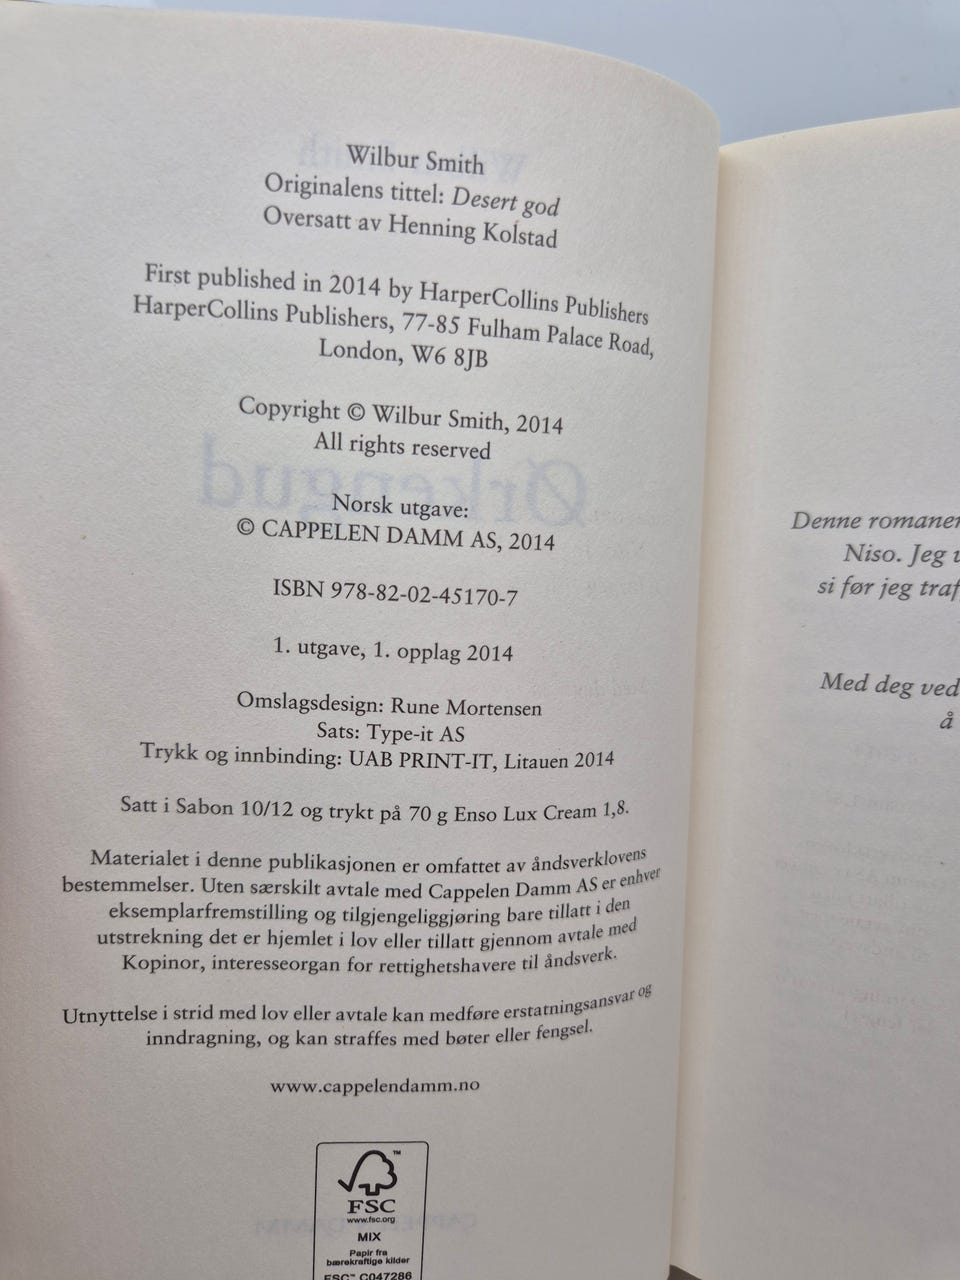 Wilbur Smith
Originalens tittel: Desert god
Oversatt av Henning Kolstad
First published in 2014 by HarperCollins Publishers
HarperCollins Publishers, 77-85 Fulham Palace Road,
London, W6 8JB
Copyright © Wilbur Smith, 2014
All rights reserved
Ørkengud
Norsk utgave:
© CAPPELEN DAMM AS, 2014
ISBN 978-82-02-45170-7
1. utgave, 1. opplag 2014
Omslagsdesign: Rune Mortensen
Sats: Type-it AS
Trykk og innbinding: UAB PRINT-IT, Litauen 2014
Satt i Sabon 10/12 og trykt på 70 g Enso Lux Cream 1,8.
Materialet i denne publikasjonen er omfattet av åndsverklovens
bestemmelser. Uten særskilt avtale med Cappelen Damm AS er enhver
eksemplarfremstilling og tilgjengeliggjøring bare tillatt i den
utstrekning det er hjemlet i lov eller tillatt gjennom avtale med
Kopinor, interesseorgan for rettighetshavere til åndsverk.
Utnyttelse i strid med lov eller avtale kan medføre erstatningsansvar og
inndragning, og kan straffes med bøter eller fengsel.
www.cappelendamm.no
FSC™
www.fsc.org
MIX
Papir fra
bærekraftige kilder
FSC™ C047286
Denne romanen
Niso. Jeg
si før jeg traf
Med deg ved
å